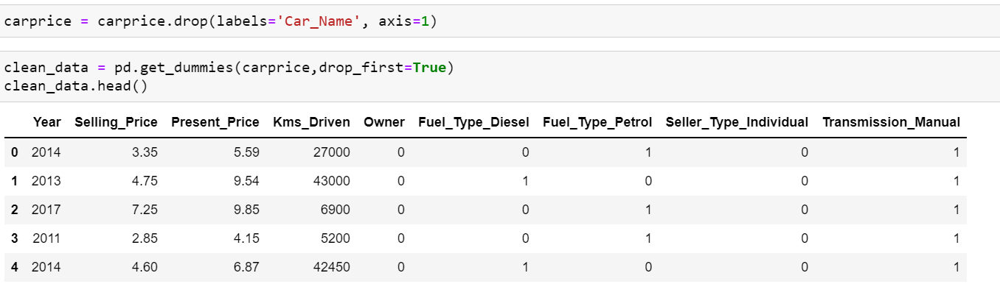 carprice = carprice.drop(labels='Car_Name', axis=1)
clean_data = pd.get_dummies(carprice,drop_first=True)
clean_data.head()
Year Selling_Price Present_Price Kms_Driven Owner Fuel_Type_Diesel Fuel_Type_Petrol Seller_Type_Individual Transmission_Manual
0 2014 3.35 5.59 27000 0 0 1 0 1
1 2013 4.75 9.54 43000 0 1 0 0 1
2 2017 7.25 9.85 6900 0 0 1 0 1
3 2011 2.85 4.15 5200 0 0 1 0 1
4 2014 4.60 6.87 42450 0 1 0 0 1